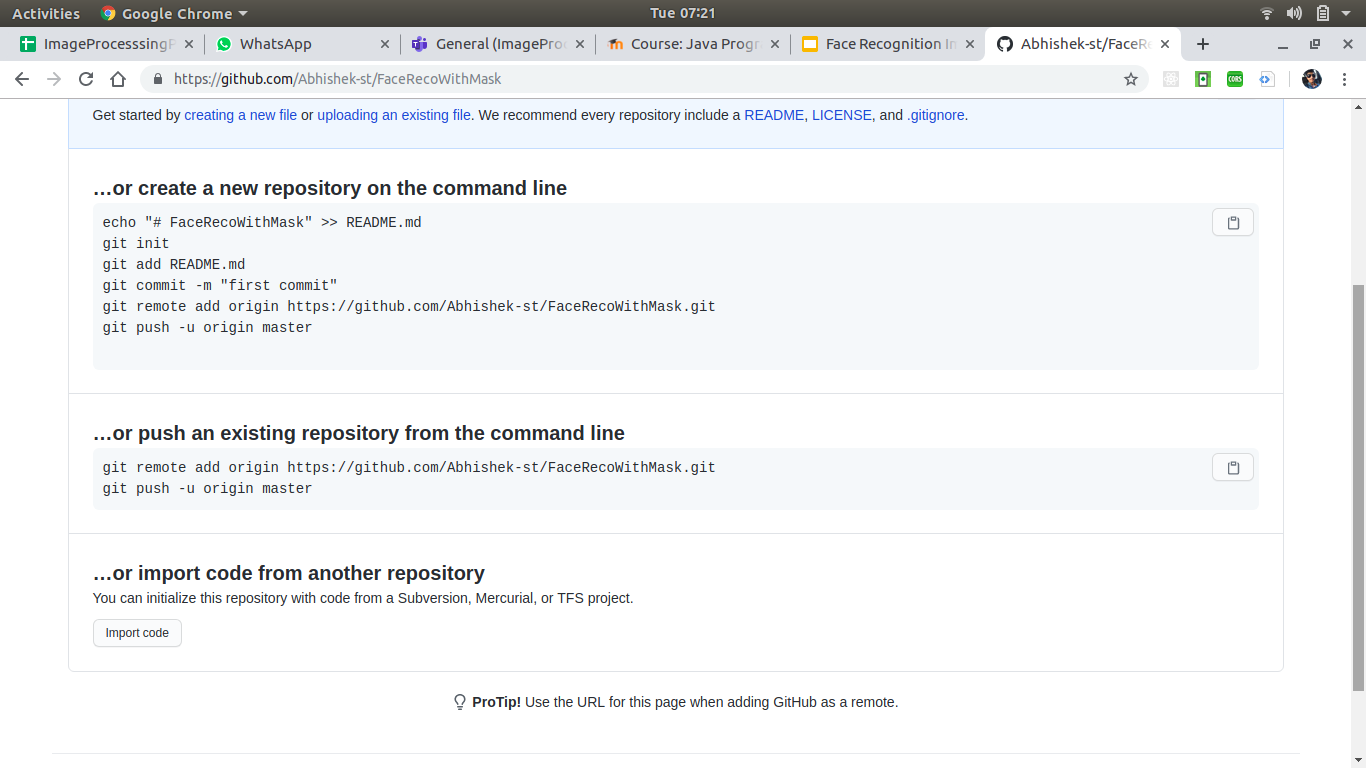 Activities Google Chrome Tue 07:21
ImageProcesssingP WhatsApp General (ImageProc Course: Java Progr Face Recognition In Abhishek-st/FaceR
https://github.com/Abhishek-st/FaceRecoWithMask
CORS
Get started by creating a new file or uploading an existing file. We recommend every repository include a README, LICENSE, and .gitignore.
…or create a new repository on the command line
echo "# FaceRecoWithMask" >> README.md
git init
git add README.md
git commit -m "first commit"
git remote add origin https://github.com/Abhishek-st/FaceRecoWithMask.git
git push -u origin master
…or push an existing repository from the command line
git remote add origin https://github.com/Abhishek-st/FaceRecoWithMask.git
git push -u origin master
…or import code from another repository
You can initialize this repository with code from a Subversion, Mercurial, or TFS project.
Import code
ProTip! Use the URL for this page when adding GitHub as a remote.